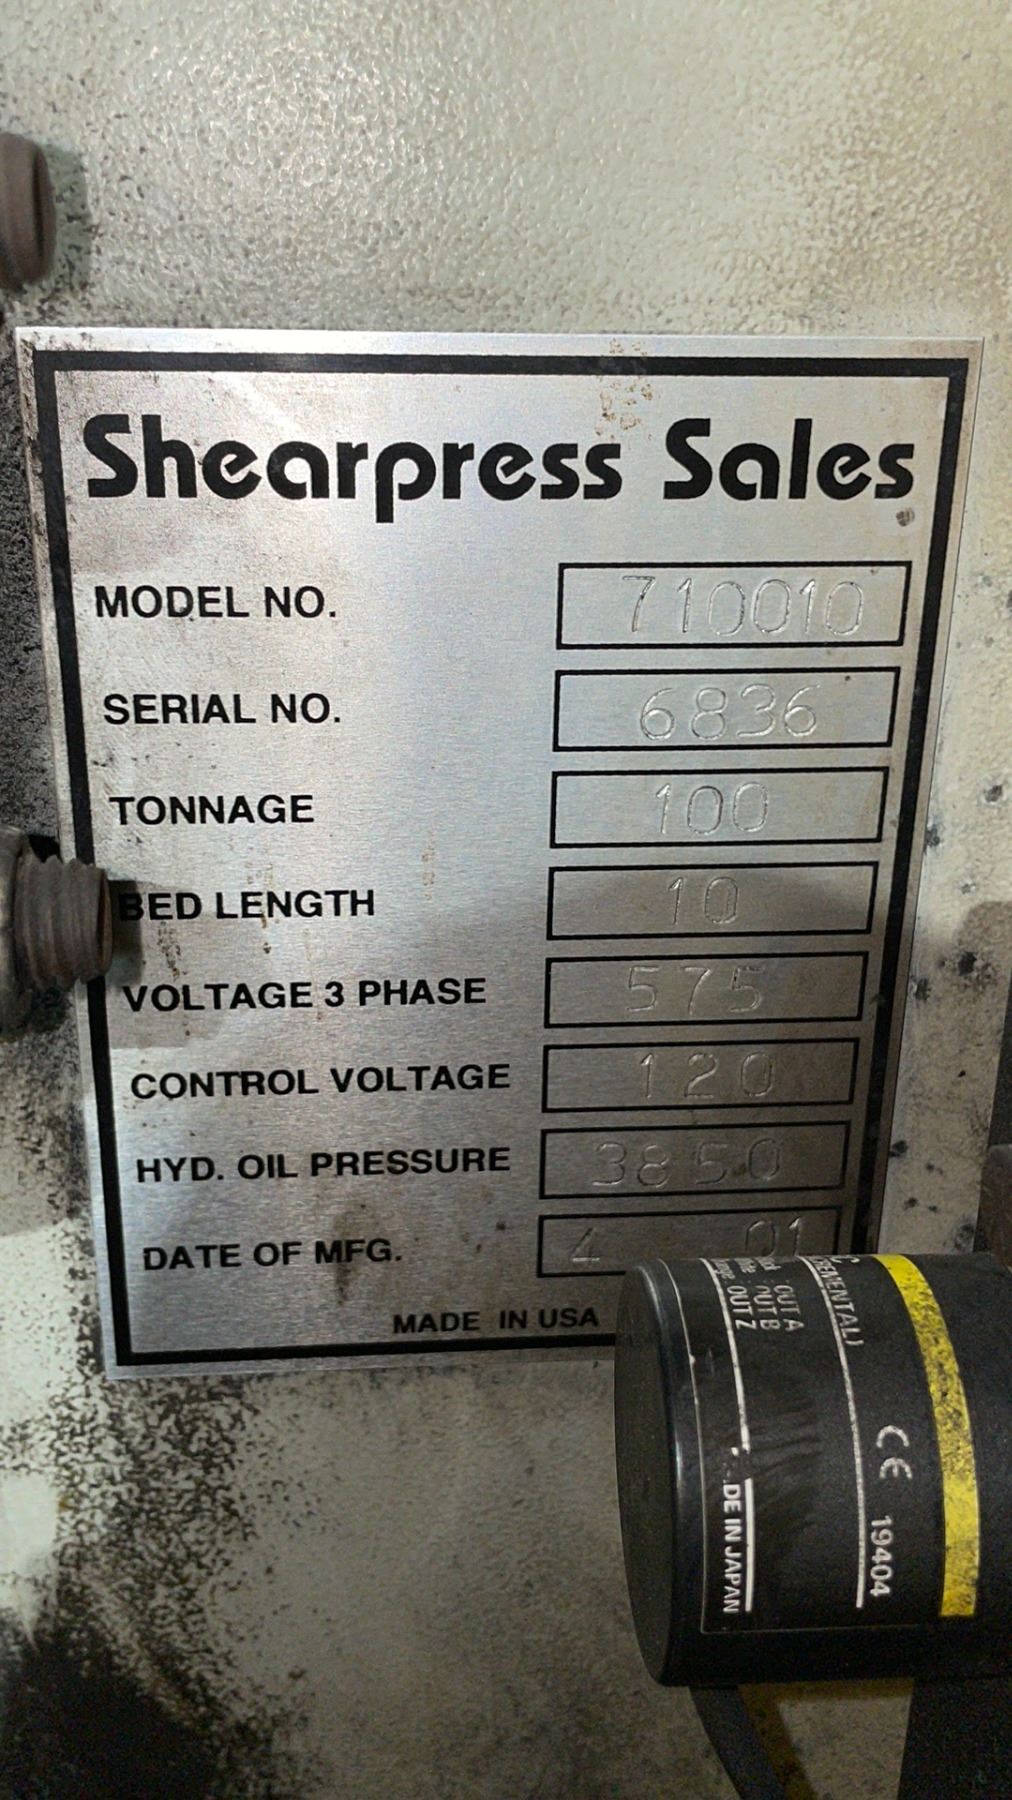 Shearpress Sales
MODEL NO. 710010
SERIAL NO. 6836
TONNAGE 100
BED LENGTH 10
VOLTAGE 3 PHASE 575
CONTROL VOLTAGE 120
HYD. OIL PRESSURE 3850
DATE OF MFG. 4 01
MADE IN USA
OUT A
OUT B
OUT Z
CE 19404
IN JAPAN